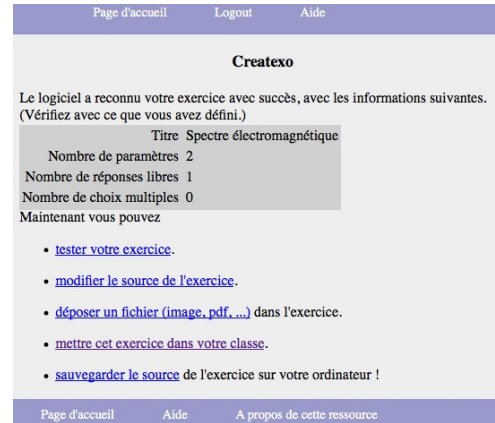 Page d'accueil Logout Aide
Createxo
Le logiciel a reconnu votre exercice avec succès, avec les informations suivantes.
(Vérifiez avec ce que vous avez défini.)
Titre Spectre électromagnétique
Nombre de paramètres 2
Nombre de réponses libres 1
Nombre de choix multiples 0
Maintenant vous pouvez
• tester votre exercice.
• modifier le source de l'exercice.
• déposer un fichier (image, pdf, ...) dans l'exercice.
• mettre cet exercice dans votre classe.
• sauvegarder le source de l'exercice sur votre ordinateur !
Page d'accueil Aide A propos de cette ressource